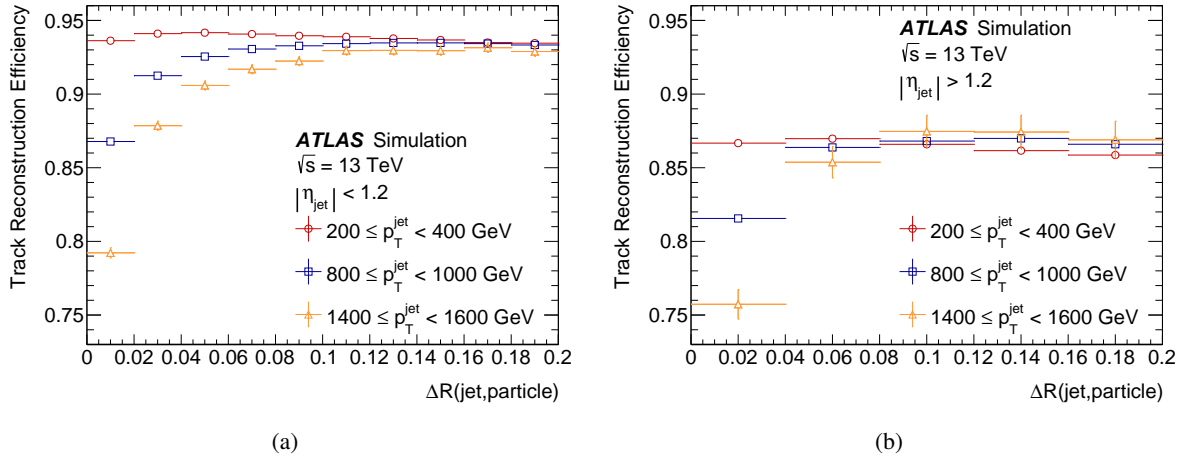 Track Reconstruction Efficiency
0.95
0.9
0.85
0.8
0.75
ATLAS Simulation
√s = 13 TeV
|η_jet| < 1.2
200 ≤ p_T^jet < 400 GeV
800 ≤ p_T^jet < 1000 GeV
1400 ≤ p_T^jet < 1600 GeV
0 0.02 0.04 0.06 0.08 0.1 0.12 0.14 0.16 0.18 0.2
ΔR(jet,particle)
(a)
Track Reconstruction Efficiency
0.95
0.9
0.85
0.8
0.75
ATLAS Simulation
√s = 13 TeV
|η_jet| > 1.2
200 ≤ p_T^jet < 400 GeV
800 ≤ p_T^jet < 1000 GeV
1400 ≤ p_T^jet < 1600 GeV
0 0.02 0.04 0.06 0.08 0.1 0.12 0.14 0.16 0.18 0.2
ΔR(jet,particle)
(b)